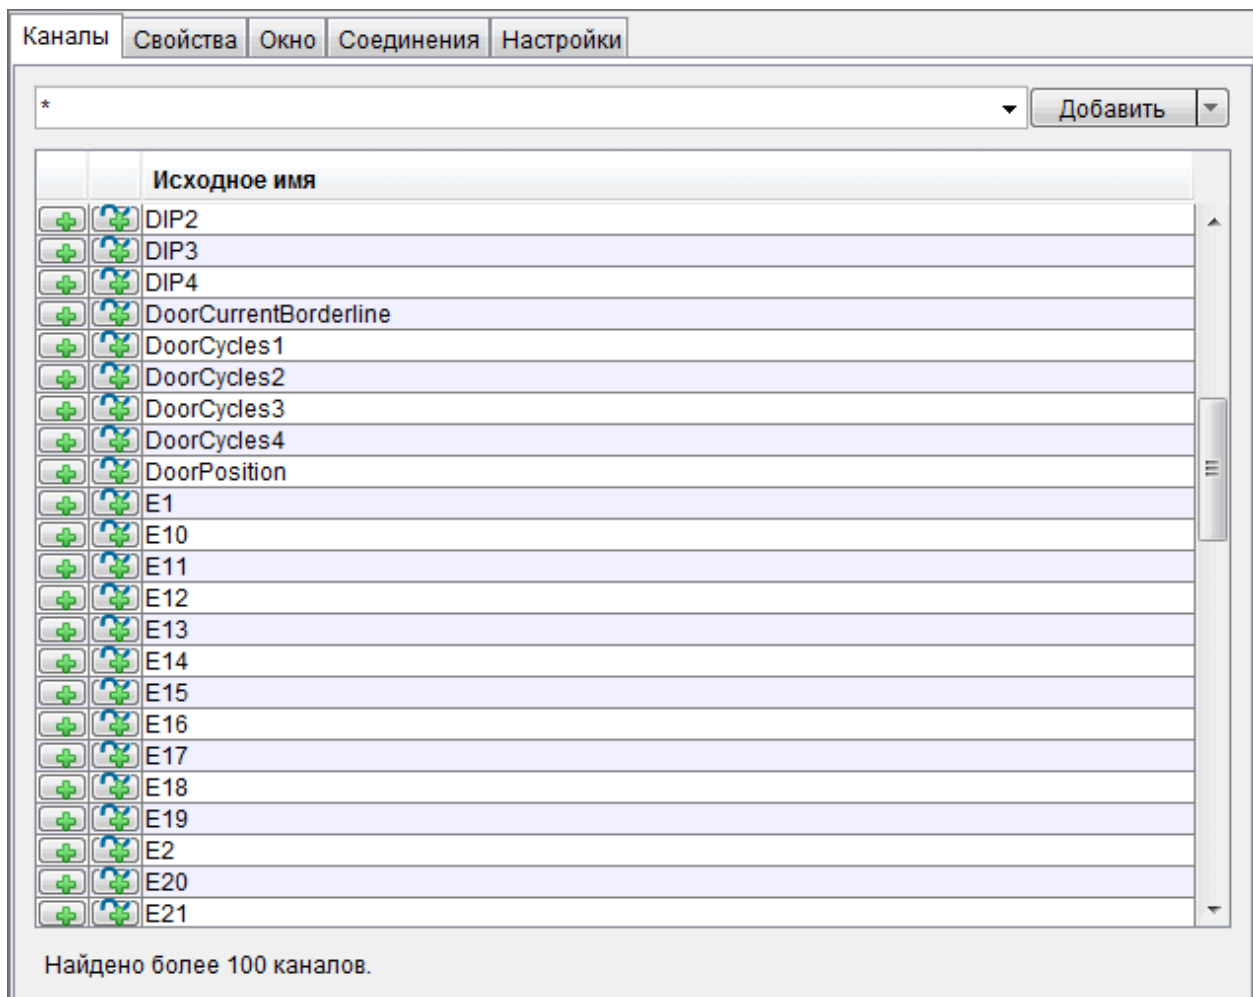 Каналы Свойства Окно Соединения Настройки
* Добавить
Исходное имя
DIP2
DIP3
DIP4
DoorCurrentBorderline
DoorCycles1
DoorCycles2
DoorCycles3
DoorCycles4
DoorPosition
E1
E10
E11
E12
E13
E14
E15
E16
E17
E18
E19
E2
E20
E21
Найдено более 100 каналов.